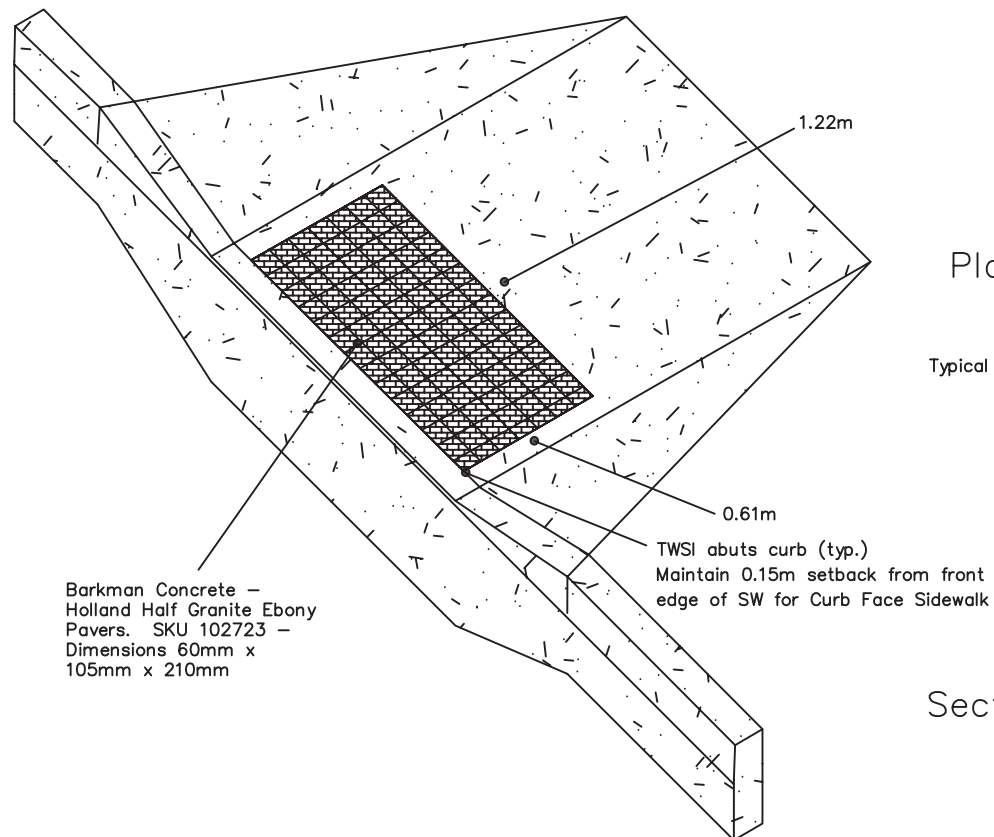 1.22m
Typical
0.61m
TWSI abuts curb (typ.)
Maintain 0.15m setback from front
edge of SW for Curb Face Sidewalk
Barkman Concrete –
Holland Half Granite Ebony
Pavers. SKU 102723 –
Dimensions 60mm x
105mm x 210mm